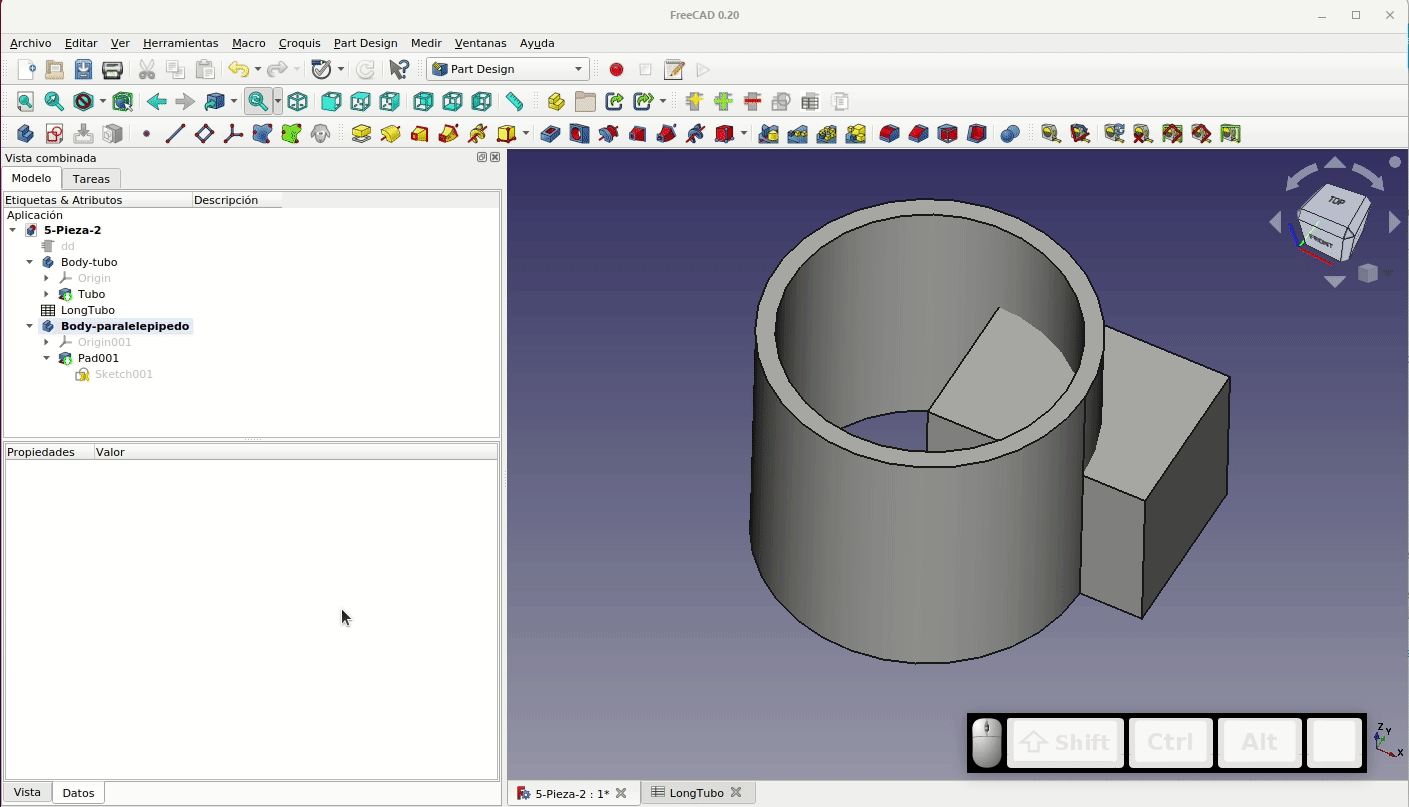 FreeCAD 0.20
Archivo Editar Ver Herramientas Macro Croquis Part Design Medir Ventanas Ayuda
Part Design
Vista combinada
Modelo Tareas
Etiquetas & Atributos Descripción
Aplicación
5-Pieza-2
dd
Body-tubo
Origin
Tubo
LongTubo
Body-paralelepipedo
Origin001
Pad001
Sketch001
Propiedades Valor
TOP
FRONT
Shift Ctrl Alt
Z
Y
X
Vista Datos
5-Pieza-2 : 1* LongTubo